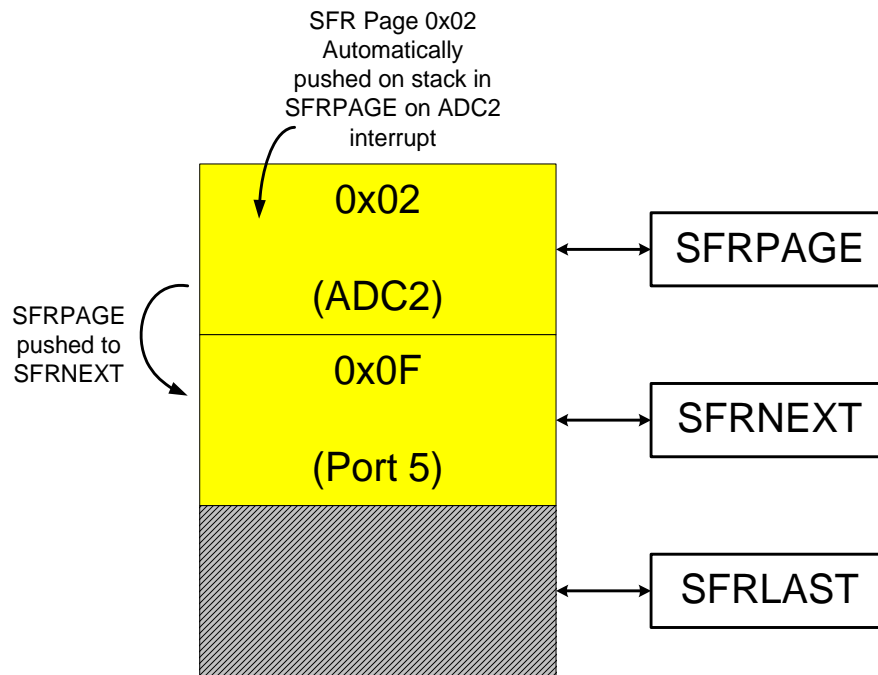 SFR Page 0x02
Automatically
pushed on stack in
SFRPAGE on ADC2
interrupt
0x02
(ADC2)
SFRPAGE
SFRPAGE
pushed to
SFRNEXT
0x0F
(Port 5)
SFRNEXT
SFRLAST